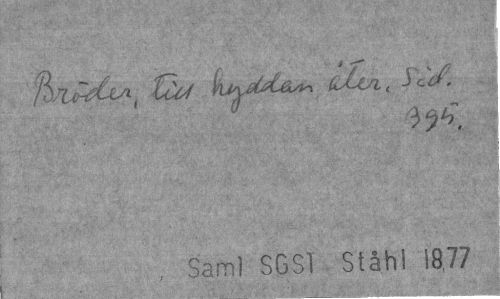 Bröder, till hyddan åter. Sid.
395.
Saml SGSI Ståhl 1877